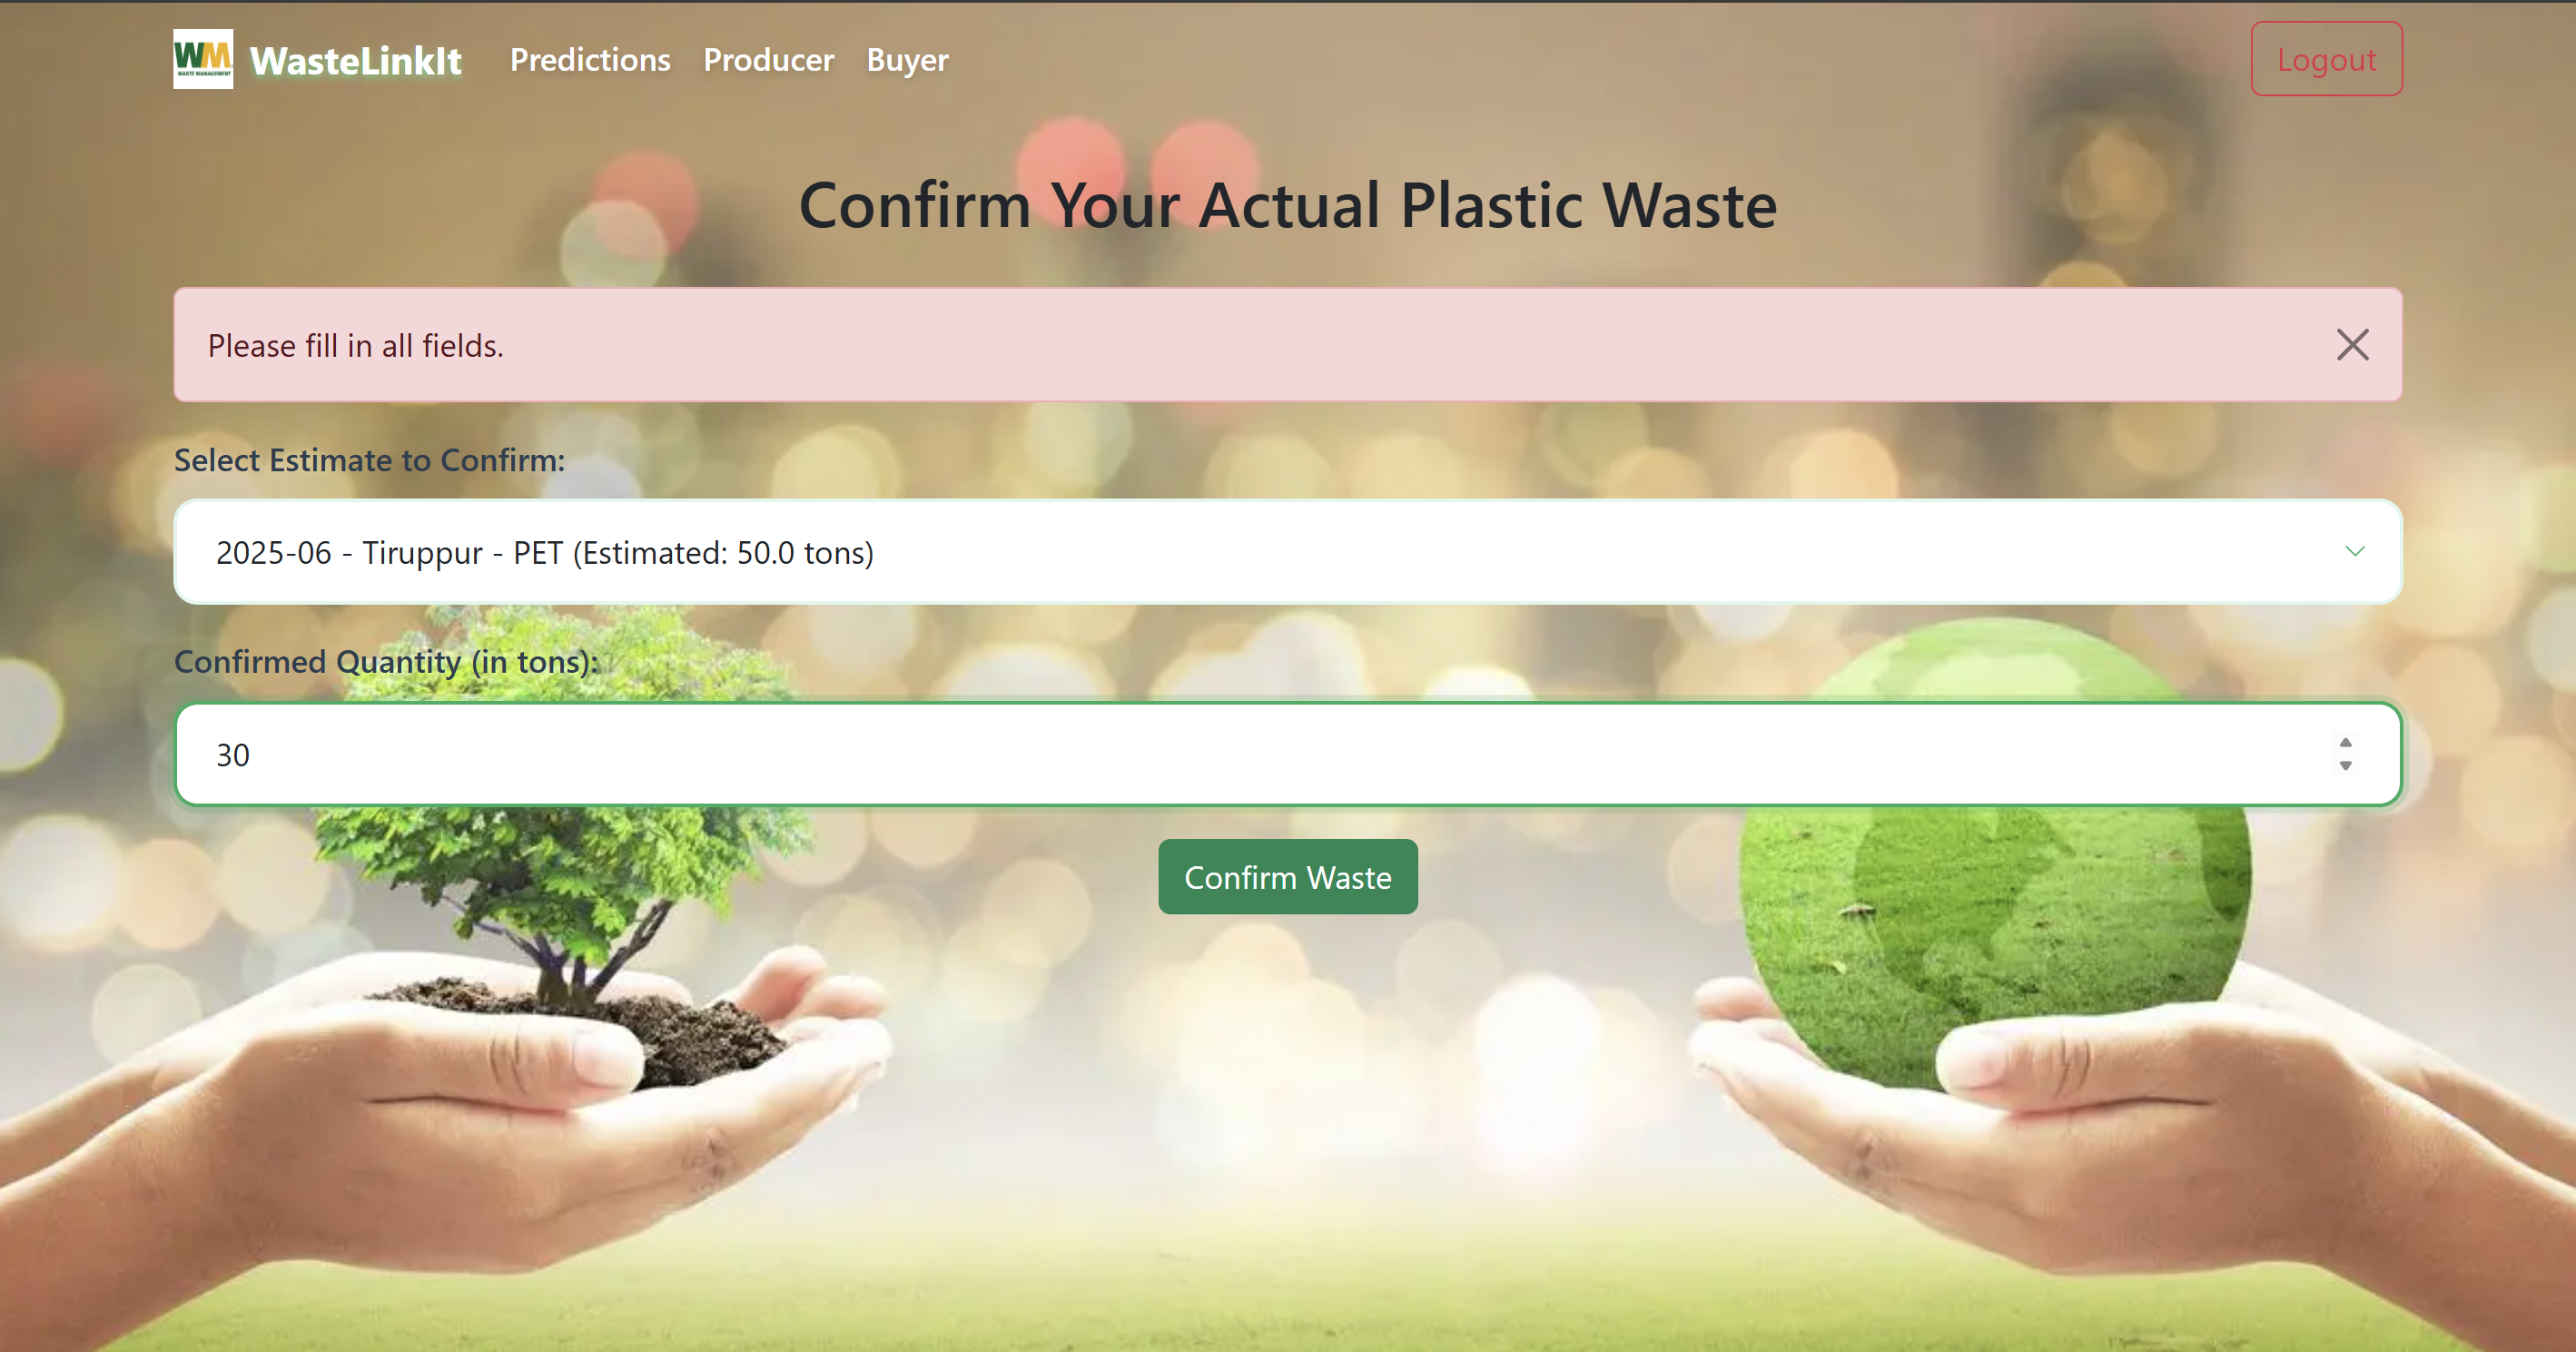 WM
WASTE MANAGEMENT
WasteLinkIt
Predictions
Producer
Buyer
Logout
Confirm Your Actual Plastic Waste
Please fill in all fields.
Select Estimate to Confirm:
2025-06 - Tiruppur - PET (Estimated: 50.0 tons)
Confirmed Quantity (in tons):
30
Confirm Waste